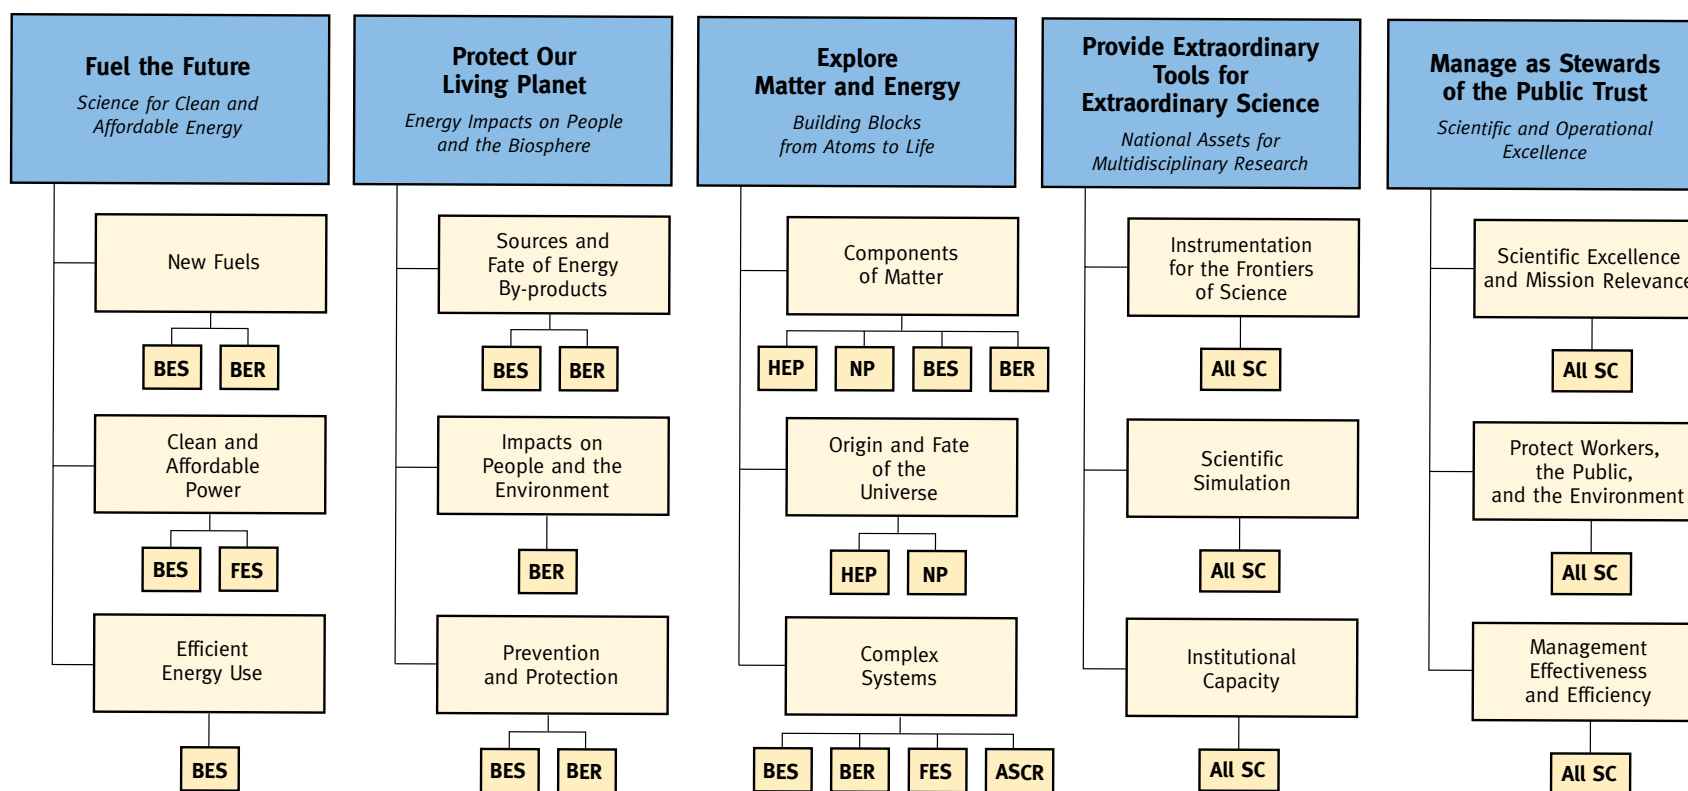 Fuel the Future
Science for Clean and
Affordable Energy
New Fuels
BES
BER
Clean and
Affordable
Power
BES
FES
Efficient
Energy Use
BES
Protect Our
Living Planet
Energy Impacts on People
and the Biosphere
Sources and
Fate of Energy
By-products
BES
BER
Impacts on
People and the
Environment
BER
Prevention
and Protection
BES
BER
Explore
Matter and Energy
Building Blocks
from Atoms to Life
Components
of Matter
HEP
NP
BES
BER
Origin and Fate
of the
Universe
HEP
NP
Complex
Systems
BES
BER
FES
ASCR
Provide Extraordinary
Tools for
Extraordinary Science
National Assets for
Multidisciplinary Research
Instrumentation
for the Frontiers
of Science
All SC
Scientific
Simulation
All SC
Institutional
Capacity
All SC
Manage as Stewards
of the Public Trust
Scientific and Operational
Excellence
Scientific Excellence
and Mission Relevance
All SC
Protect Workers,
the Public,
and the Environment
All SC
Management
Effectiveness
and Efficiency
All SC